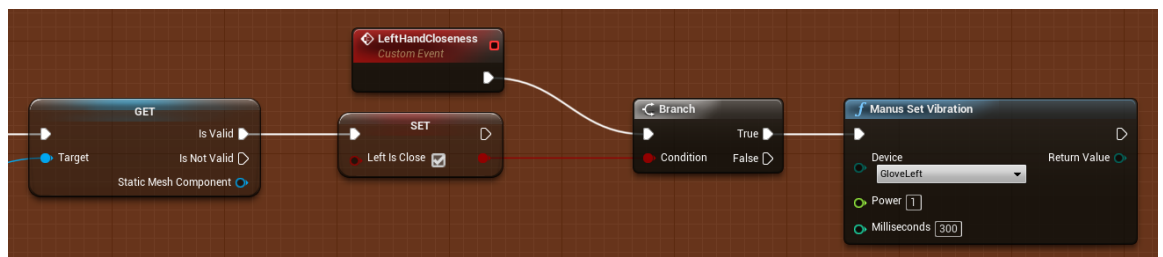 LeftHandCloseness
Custom Event
GET
Is Valid
Target
Is Not Valid
Static Mesh Component
SET
Left Is Close
Branch
True
Condition
False
f Manus Set Vibration
Device
Return Value
GloveLeft
Power 1
Milliseconds 300